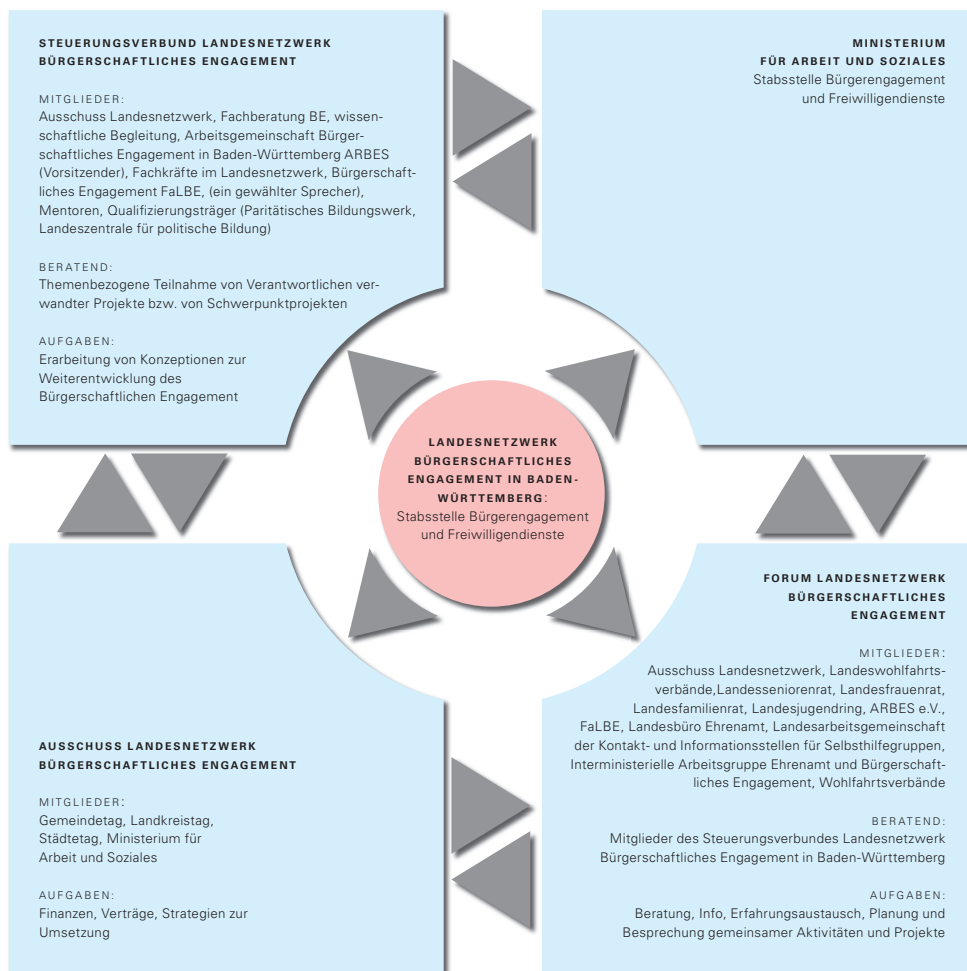 STEUERUNGSVERBUND LANDESNETZWERK
BÜRGERSCHAFTLICHES ENGAGEMENT
MITGLIEDER:
Ausschuss Landesnetzwerk, Fachberatung BE, wissen-
schaftliche Begleitung, Arbeitsgemeinschaft Bürger-
schaftliches Engagement in Baden-Württemberg ARBES
(Vorsitzender), Fachkräfte im Landesnetzwerk, Bürgerschaft-
liches Engagement FaLBE, (ein gewählter Sprecher),
Mentoren, Qualifizierungsträger (Paritätisches Bildungswerk,
Landeszentrale für politische Bildung)
BERATEND:
Themenbezogene Teilnahme von Verantwortlichen ver-
wandter Projekte bzw. von Schwerpunktprojekten
AUFGABEN:
Erarbeitung von Konzeptionen zur
Weiterentwicklung des
Bürgerschaftlichen Engagement
MINISTERIUM
FÜR ARBEIT UND SOZIALES
Stabsstelle Bürgerengagement
und Freiwilligendienste
LANDESNETZWERK
BÜRGERSCHAFTLICHES
ENGAGEMENT IN BADEN-
WÜRTTEMBERG:
Stabsstelle Bürgerengagement
und Freiwilligendienste
AUSSCHUSS LANDESNETZWERK
BÜRGERSCHAFTLICHES ENGAGEMENT
MITGLIEDER:
Gemeindetag, Landkreistag,
Städtetag, Ministerium für
Arbeit und Soziales
AUFGABEN:
Finanzen, Verträge, Strategien zur
Umsetzung
FORUM LANDESNETZWERK
BÜRGERSCHAFTLICHES
ENGAGEMENT
MITGLIEDER:
Ausschuss Landesnetzwerk, Landeswohlfahrts-
verbände,Landesseniorenrat, Landesfrauenrat,
Landesfamilienrat, Landesjugendring, ARBES e.V.,
FaLBE, Landesbüro Ehrenamt, Landesarbeitsgemeinschaft
der Kontakt- und Informationsstellen für Selbsthilfegruppen,
Interministerielle Arbeitsgruppe Ehrenamt und Bürgerschaft-
liches Engagement, Wohlfahrtsverbände
BERATEND:
Mitglieder des Steuerungsverbundes Landesnetzwerk
Bürgerschaftliches Engagement in Baden-Württemberg
AUFGABEN:
Beratung, Info, Erfahrungsaustausch, Planung und
Besprechung gemeinsamer Aktivitäten und Projekte